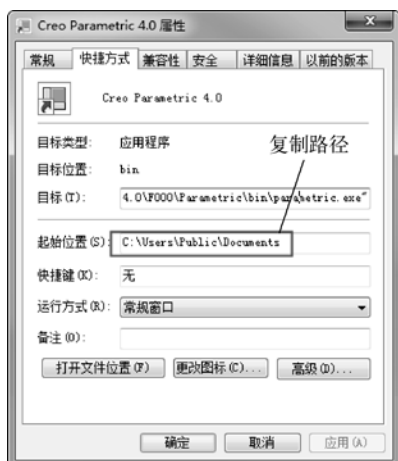 Creo Parametric 4.0 属性
常规 快捷方式 兼容性 安全 详细信息 以前的版本
Creo Parametric 4.0
目标类型: 应用程序
复制路径
目标位置: bin
目标(T): 4.0\F000\Parametric\bin\parametric.exe"
起始位置(S): C:\Users\Public\Documents
快捷键(K): 无
运行方式(R): 常规窗口
备注(O):
打开文件位置(F) 更改图标(C)... 高级(D)...
确定 取消 应用(A)